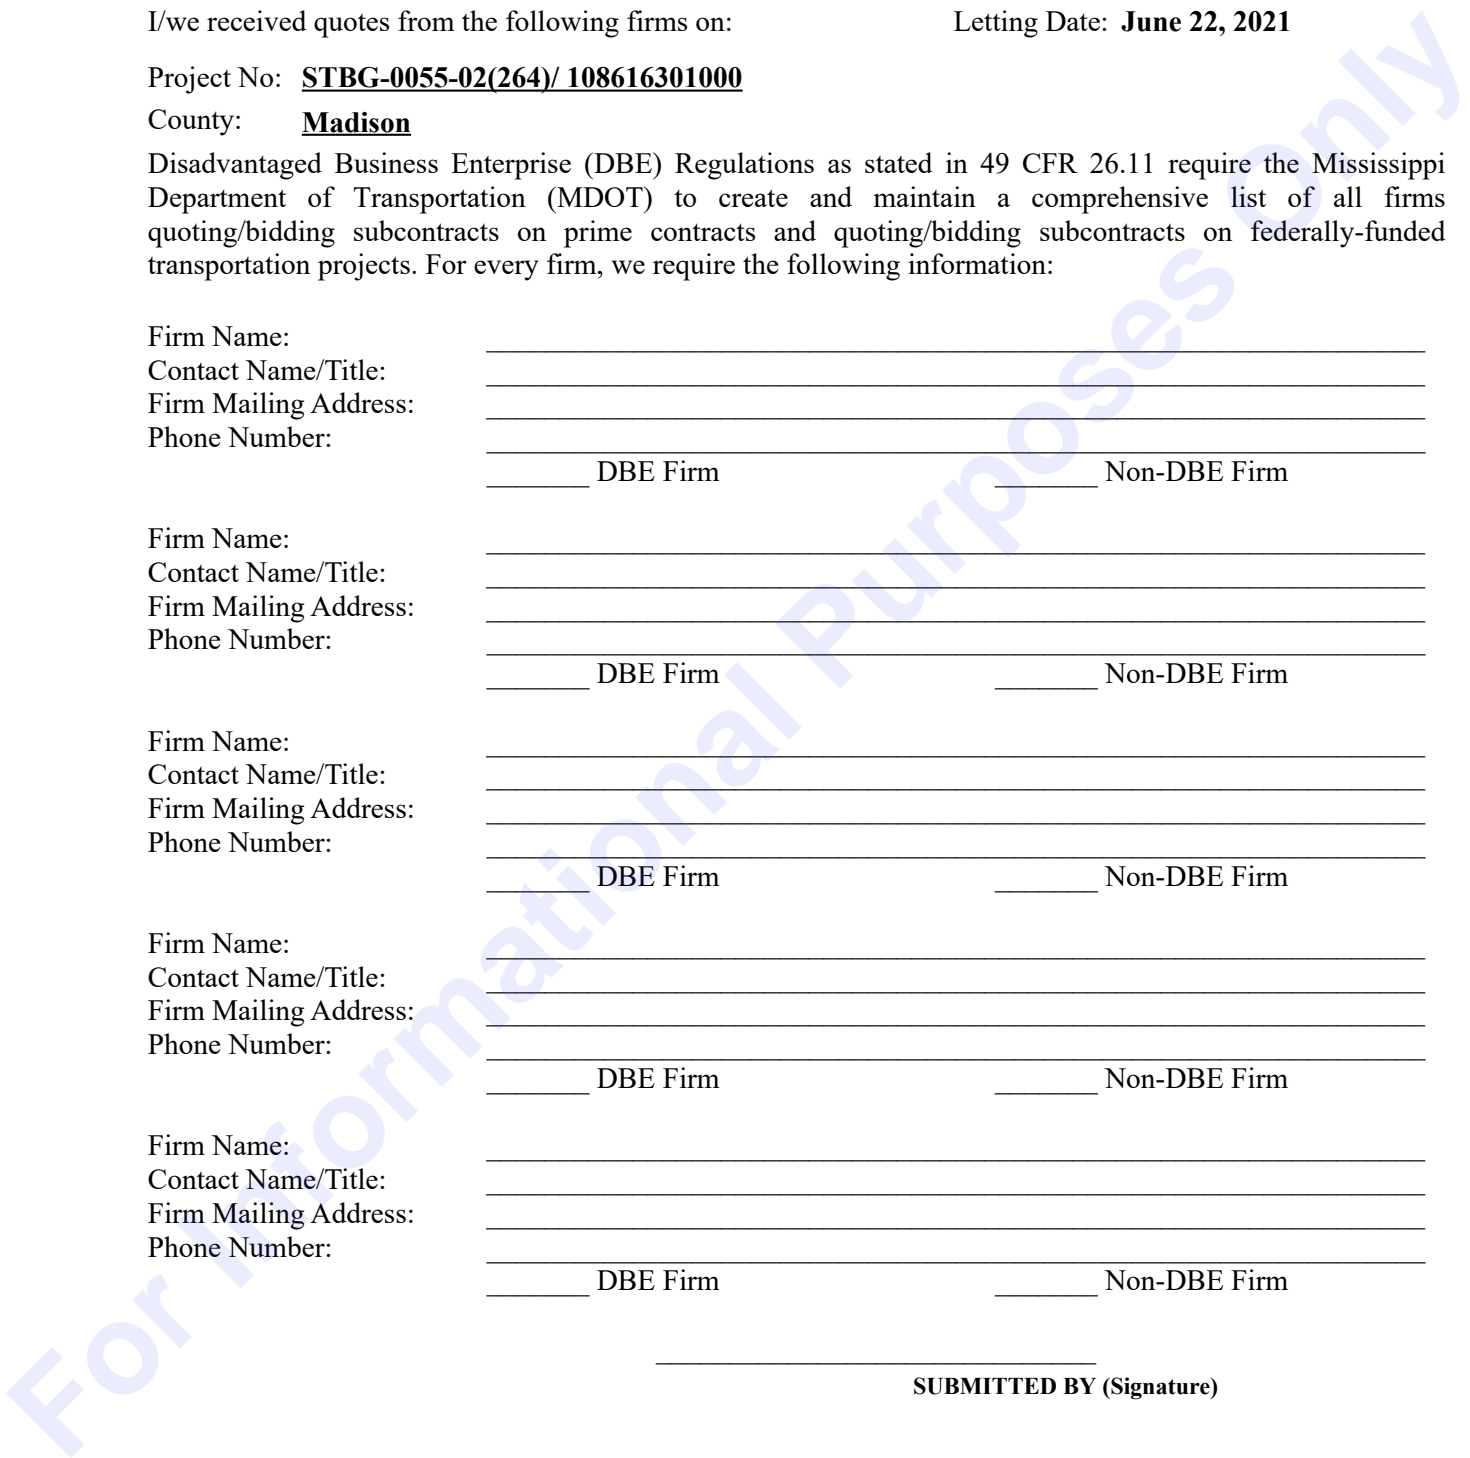 I/we received quotes from the following firms on: Letting Date: June 22, 2021
Project No: STBG-0055-02(264)/ 108616301000
County: Madison
Disadvantaged Business Enterprise (DBE) Regulations as stated in 49 CFR 26.11 require the Mississippi
Department of Transportation (MDOT) to create and maintain a comprehensive list of all firms
quoting/bidding subcontracts on prime contracts and quoting/bidding subcontracts on federally-funded
transportation projects. For every firm, we require the following information:
Firm Name:
Contact Name/Title:
Firm Mailing Address:
Phone Number:
DBE Firm Non-DBE Firm
Firm Name:
Contact Name/Title:
Firm Mailing Address:
Phone Number:
DBE Firm Non-DBE Firm
Firm Name:
Contact Name/Title:
Firm Mailing Address:
Phone Number:
DBE Firm Non-DBE Firm
Firm Name:
Contact Name/Title:
Firm Mailing Address:
Phone Number:
DBE Firm Non-DBE Firm
Firm Name:
Contact Name/Title:
Firm Mailing Address:
Phone Number:
DBE Firm Non-DBE Firm
SUBMITTED BY (Signature)
For Informational Purposes Only